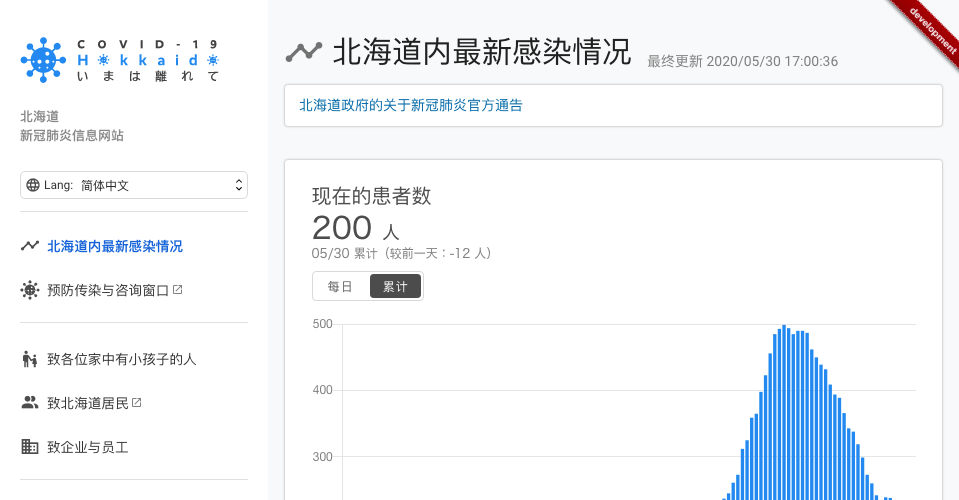 COVID-19
Hokkaido
いまは離れて
北海道
新冠肺炎信息网站
Lang: 简体中文
北海道内最新感染情况
预防传染与咨询窗口
致各位家中有小孩子的人
致北海道居民
致企业与员工
北海道内最新感染情况 最终更新 2020/05/30 17:00:36
development
北海道政府的关于新冠肺炎官方通告
现在的患者数
200 人
05/30 累计（较前一天：-12 人）
每日 累计
500
400
300